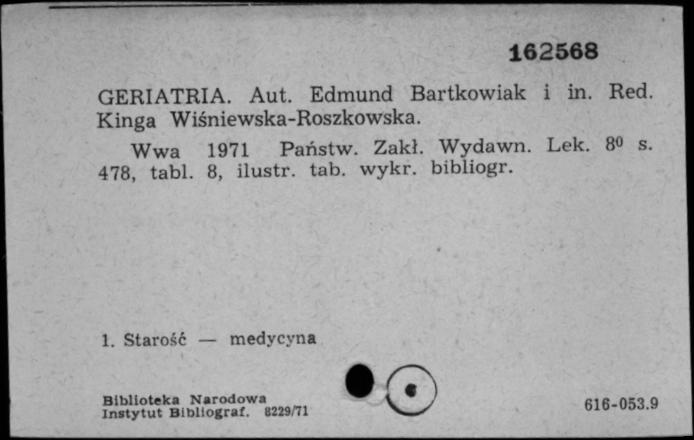 162568
GERIATRIA. Aut. Edmund Bartkowiak i in. Red.
Kinga Wiśniewska-Roszkowska.
Wwa 1971 Państw. Zakł. Wydawn. Lek. 8⁰ s.
478, tabl. 8, ilustr. tab. wykr. bibliogr.
1. Starość — medycyna
Biblioteka Narodowa
Instytut Bibliograf. 8229/71
616-053.9